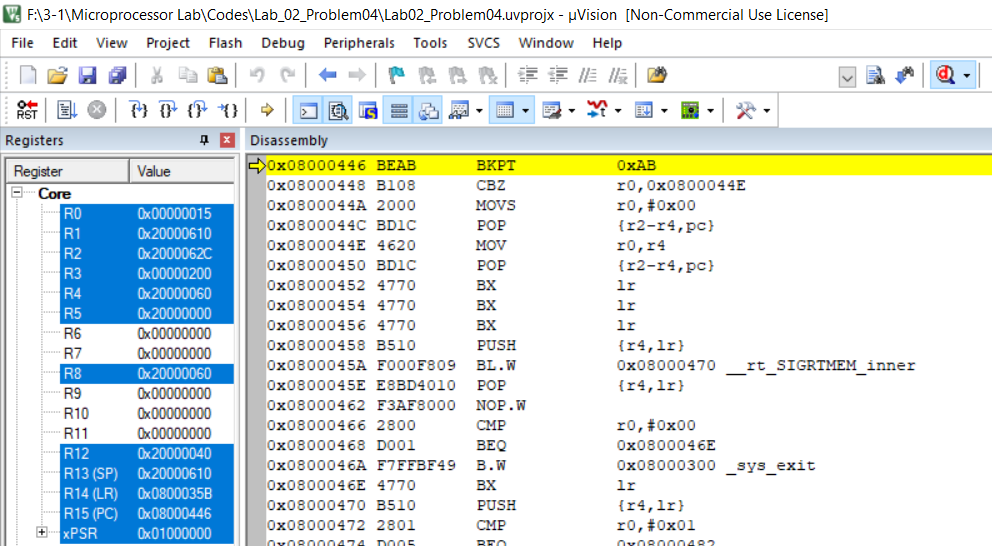 F:\3-1\Microprocessor Lab\Codes\Lab_02_Problem04\Lab02_Problem04.uvprojx - µVision [Non-Commercial Use License]
File Edit View Project Flash Debug Peripherals Tools SVCS Window Help
RST
Registers
Register Value
Core
R0 0x00000015
R1 0x20000610
R2 0x2000062C
R3 0x00000200
R4 0x20000060
R5 0x20000000
R6 0x00000000
R7 0x00000000
R8 0x20000060
R9 0x00000000
R10 0x00000000
R11 0x00000000
R12 0x20000040
R13 (SP) 0x20000610
R14 (LR) 0x0800035B
R15 (PC) 0x08000446
xPSR 0x01000000
Disassembly
0x08000446 BEAB BKPT 0xAB
0x08000448 B108 CBZ r0,0x0800044E
0x0800044A 2000 MOVS r0,#0x00
0x0800044C BD1C POP {r2-r4,pc}
0x0800044E 4620 MOV r0,r4
0x08000450 BD1C POP {r2-r4,pc}
0x08000452 4770 BX lr
0x08000454 4770 BX lr
0x08000456 4770 BX lr
0x08000458 B510 PUSH {r4,lr}
0x0800045A F000F809 BL.W 0x08000470 __rt_SIGRTMEM_inner
0x0800045E E8BD4010 POP {r4,lr}
0x08000462 F3AF8000 NOP.W
0x08000466 2800 CMP r0,#0x00
0x08000468 D001 BEQ 0x0800046E
0x0800046A F7FFBF49 B.W 0x08000300 _sys_exit
0x0800046E 4770 BX lr
0x08000470 B510 PUSH {r4,lr}
0x08000472 2801 CMP r0,#0x01
0x08000474 D005 BEQ 0x08000482